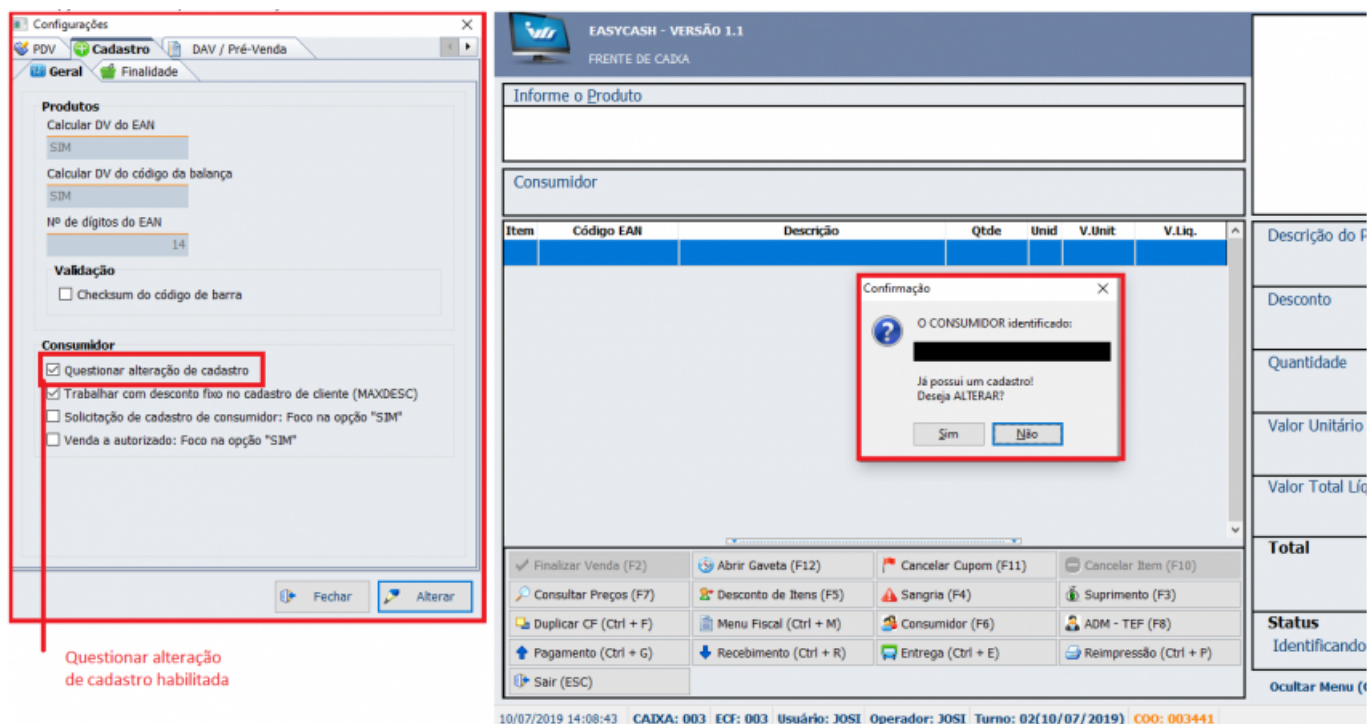 Configurações
PDV
Cadastro
DAV / Pré-Venda
Geral
Finalidade
Produtos
Calcular DV do EAN
SIM
Calcular DV do código da balança
SIM
Nº de dígitos do EAN
14
Validação
Checksum do código de barra
Consumidor
Questionar alteração de cadastro
Trabalhar com desconto fixo no cadastro de cliente (MAXDESC)
Solicitação de cadastro de consumidor: Foco na opção "SIM"
Venda a autorizado: Foco na opção "SIM"
Fechar
Alterar
Questionar alteração
de cadastro habilitada
EASYCASH - VERSÃO 1.1
FRENTE DE CAIXA
Informe o Produto
Consumidor
Item Código EAN Descrição Qtde Unid V.Unit V.Liq.
Confirmação
O CONSUMIDOR identificado:
Já possui um cadastro!
Deseja ALTERAR?
Sim
Não
Descrição do
Desconto
Quantidade
Valor Unitário
Valor Total
Total
Status
Identificando
Ocultar Menu
Finalizar Venda (F2) Abrir Gaveta (F12) Cancelar Cupom (F11) Cancelar Item (F10)
Consultar Preços (F7) Desconto de Itens (F5) Sangria (F4) Suprimento (F3)
Duplicar CF (Ctrl + F) Menu Fiscal (Ctrl + M) Consumidor (F6) ADM - TEF (F8)
Pagamento (Ctrl + G) Recebimento (Ctrl + R) Entrega (Ctrl + E) Reimpressão (Ctrl + P)
Sair (ESC)
10/07/2019 14:08:43 CAIXA: 003 ECF: 003 Usuário: JOSI Operador: JOSI Turno: 02(10/07/2019) COO: 003441